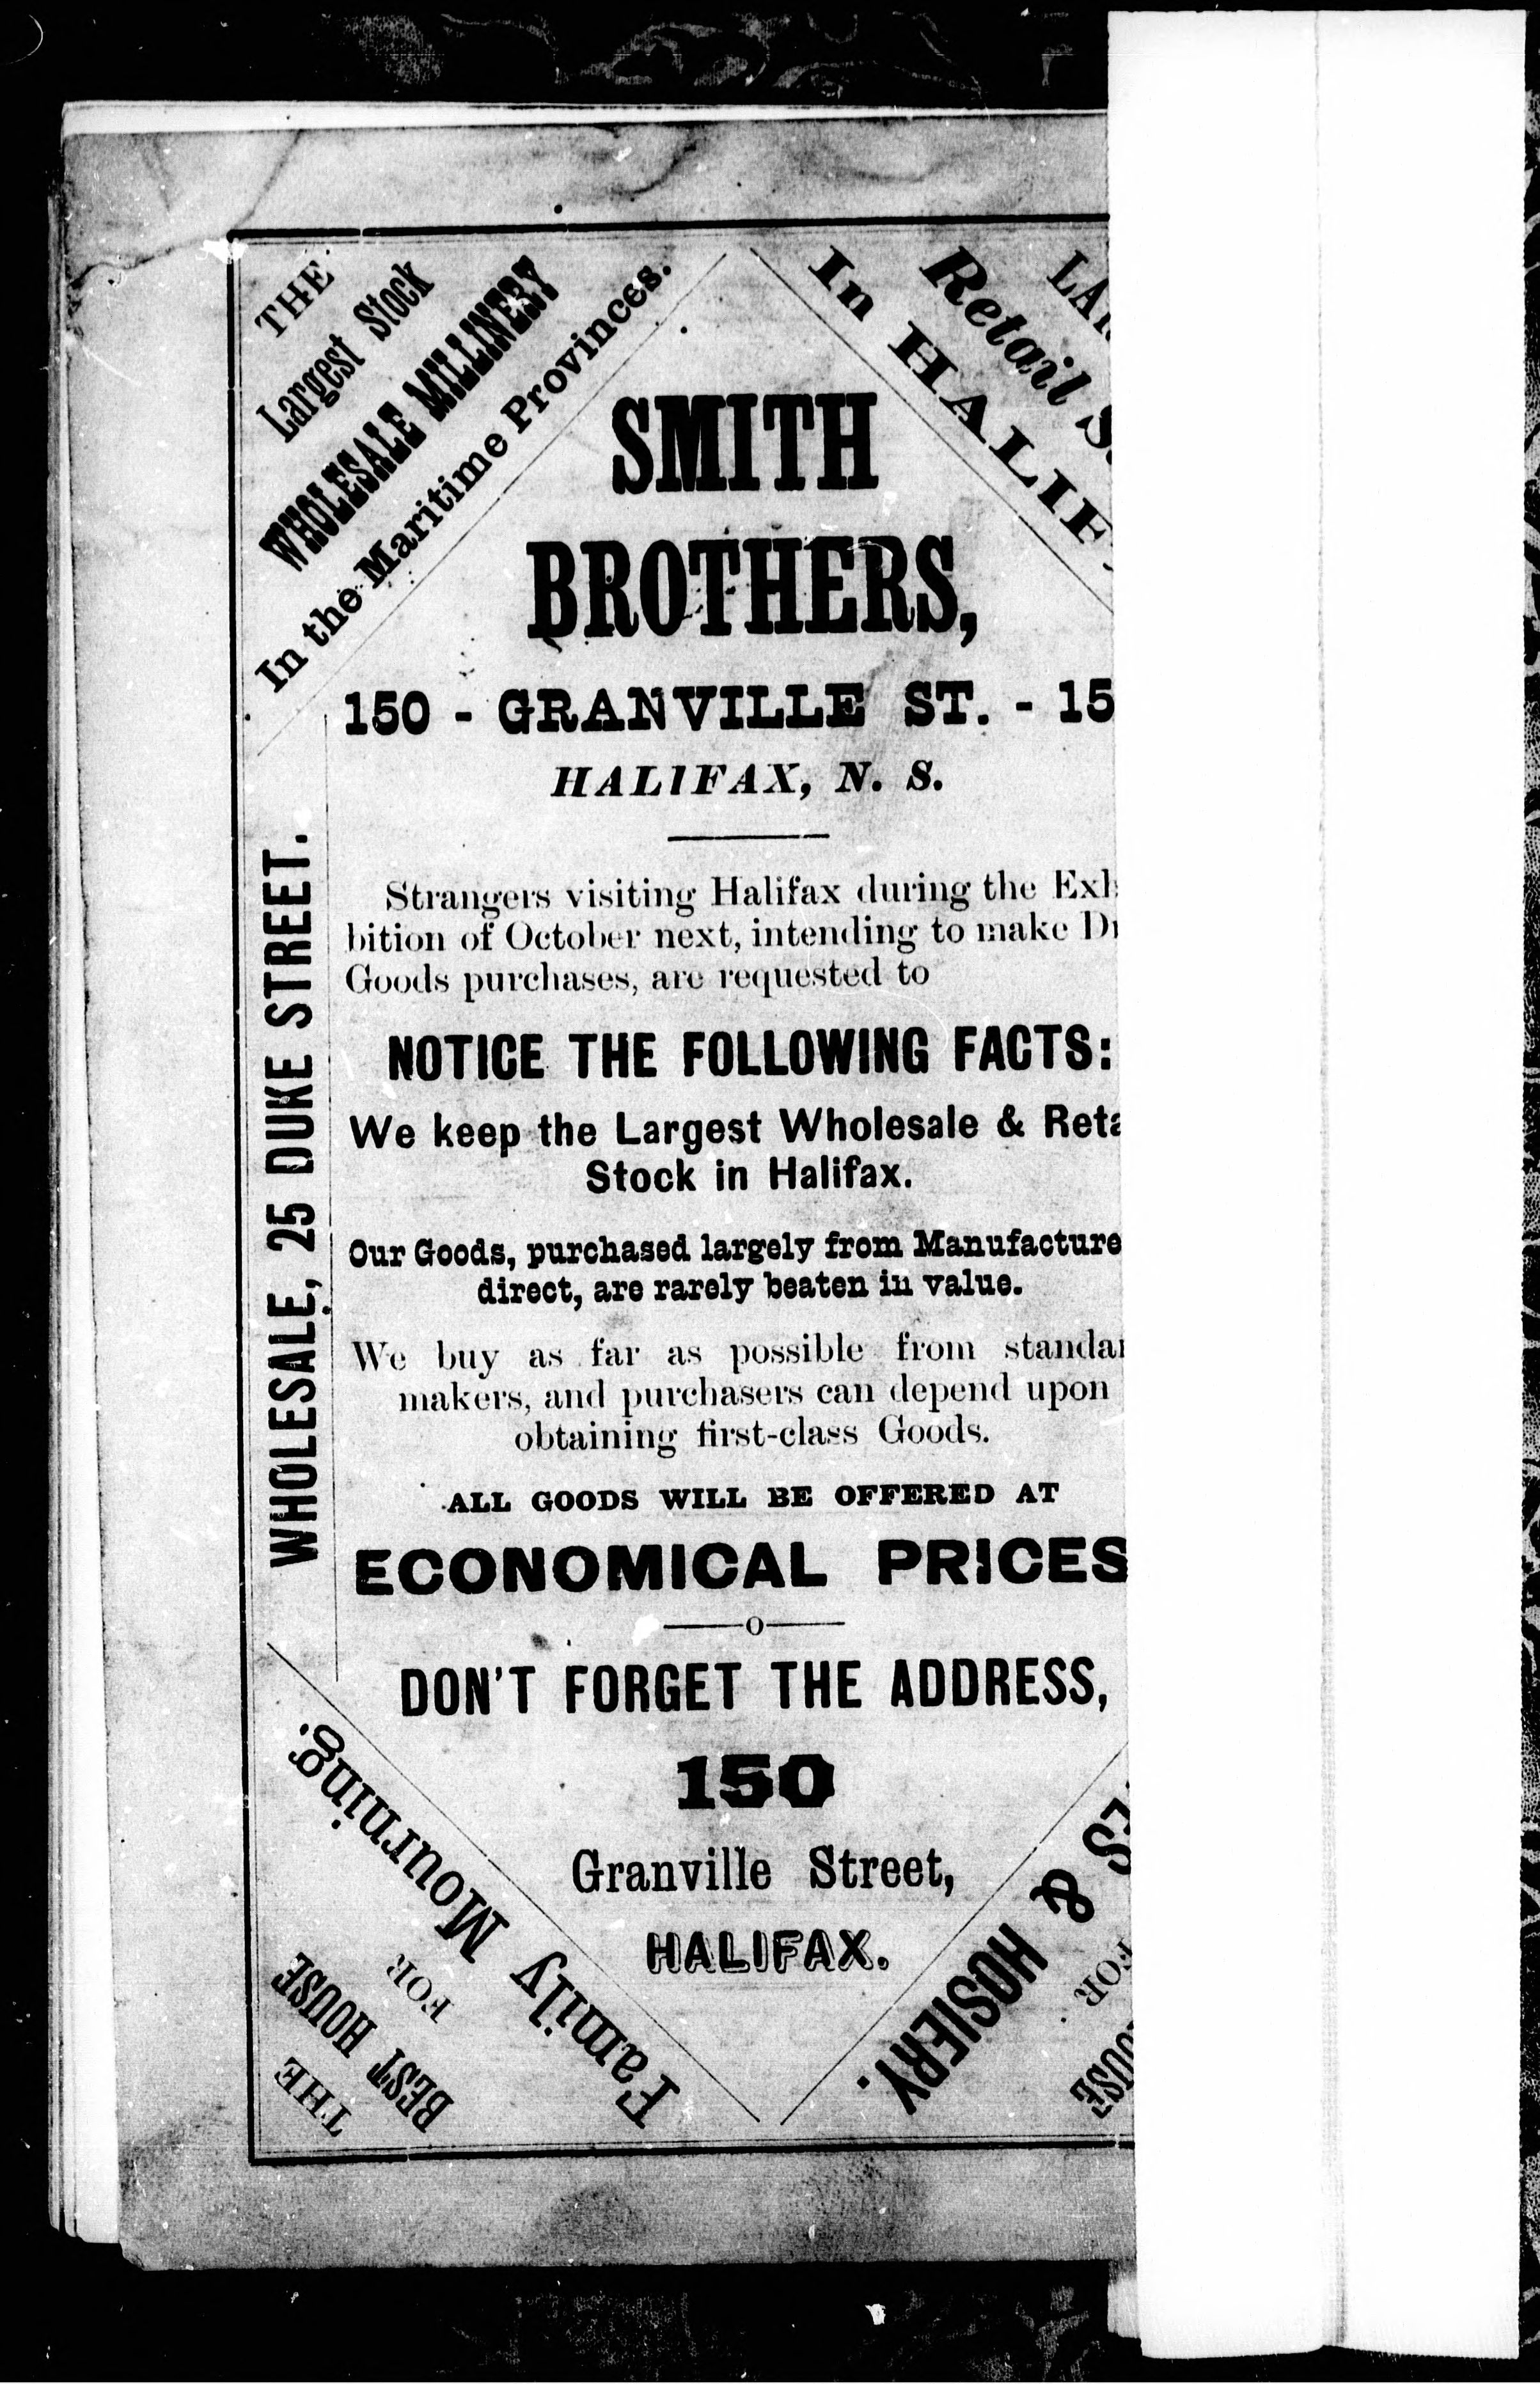 THE
Largest Stock
WHOLESALE MILLINERY
In the Maritime Provinces.
Retail
In HALIF
SMITH
BROTHERS,
150 - GRANVILLE ST. - 15
HALIFAX, N. S.
WHOLESALE, 25 DUKE STREET.
Strangers visiting Halifax during the Exhi
bition of October next, intending to make Dr
Goods purchases, are requested to
NOTICE THE FOLLOWING FACTS:
We keep the Largest Wholesale & Reta
Stock in Halifax.
Our Goods, purchased largely from Manufacture
direct, are rarely beaten in value.
We buy as far as possible from standar
makers, and purchasers can depend upon
obtaining first-class Goods.
ALL GOODS WILL BE OFFERED AT
ECONOMICAL PRICES
DON'T FORGET THE ADDRESS,
150
Granville Street,
HALIFAX.
THE
BEST HOUSE
FOR
Family Mourning.
OUSE
FOR
ES & HOSIERY.